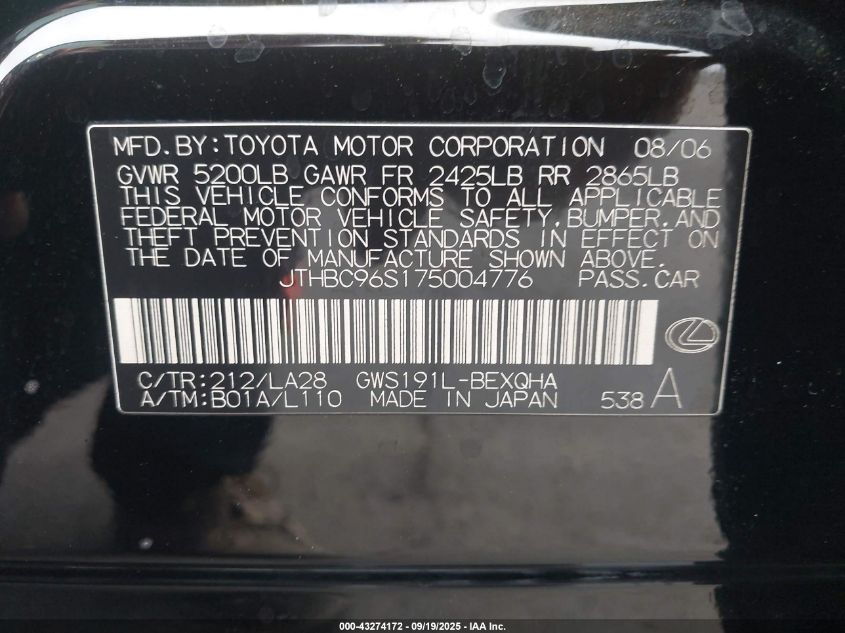 MFD.BY:TOYOTA MOTOR CORPORATION 08/06
GVWR 5200LB GAWR FR 2425LB RR 2865LB
THIS VEHICLE CONFORMS TO ALL APPLICABLE
FEDERAL MOTOR VEHICLE SAFETY,BUMPER,AND
THEFT PREVENTION STANDARDS IN EFFECT ON
THE DATE OF MANUFACTURE SHOWN ABOVE.
JTHBC96S175004776 PASS.CAR
C/TR:212/LA28 GWS191L-BEXQHA
A/TM:B01A/L110 MADE IN JAPAN 538 A
000-43274172 - 09/19/2025 - IAA Inc.